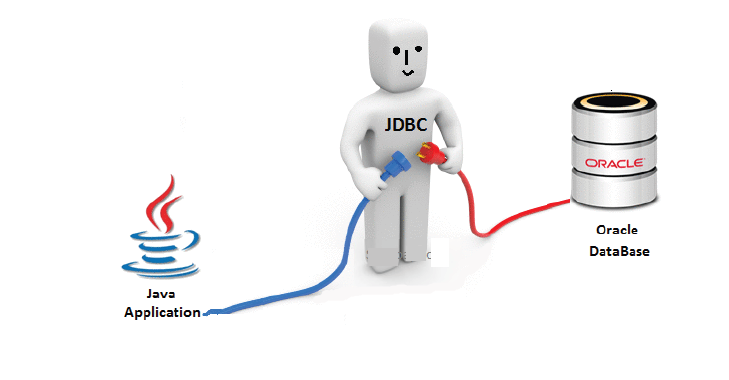 JDBC
ORACLE
Java
Application
Oracle
DataBase